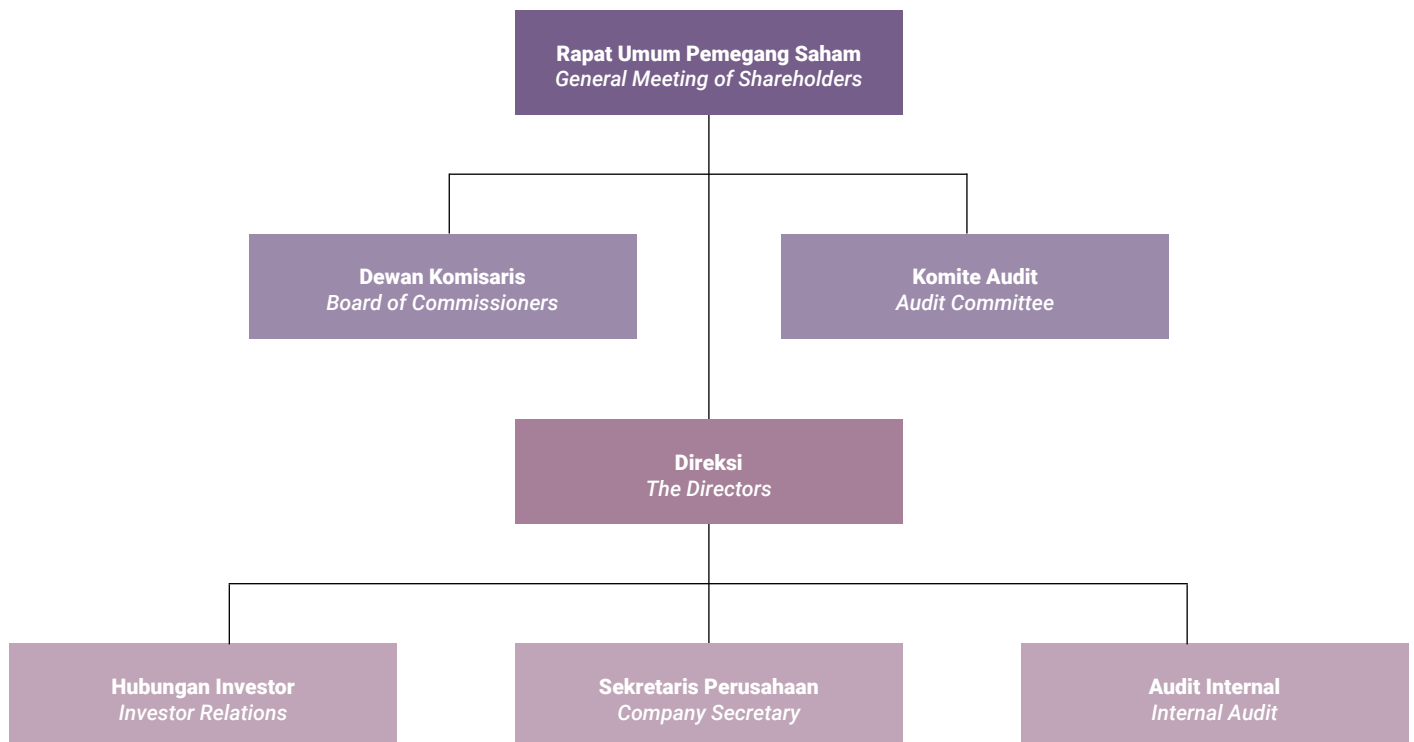 Rapat Umum Pemegang Saham
General Meeting of Shareholders
Dewan Komisaris
Board of Commissioners
Komite Audit
Audit Committee
Direksi
The Directors
Hubungan Investor
Investor Relations
Sekretaris Perusahaan
Company Secretary
Audit Internal
Internal Audit